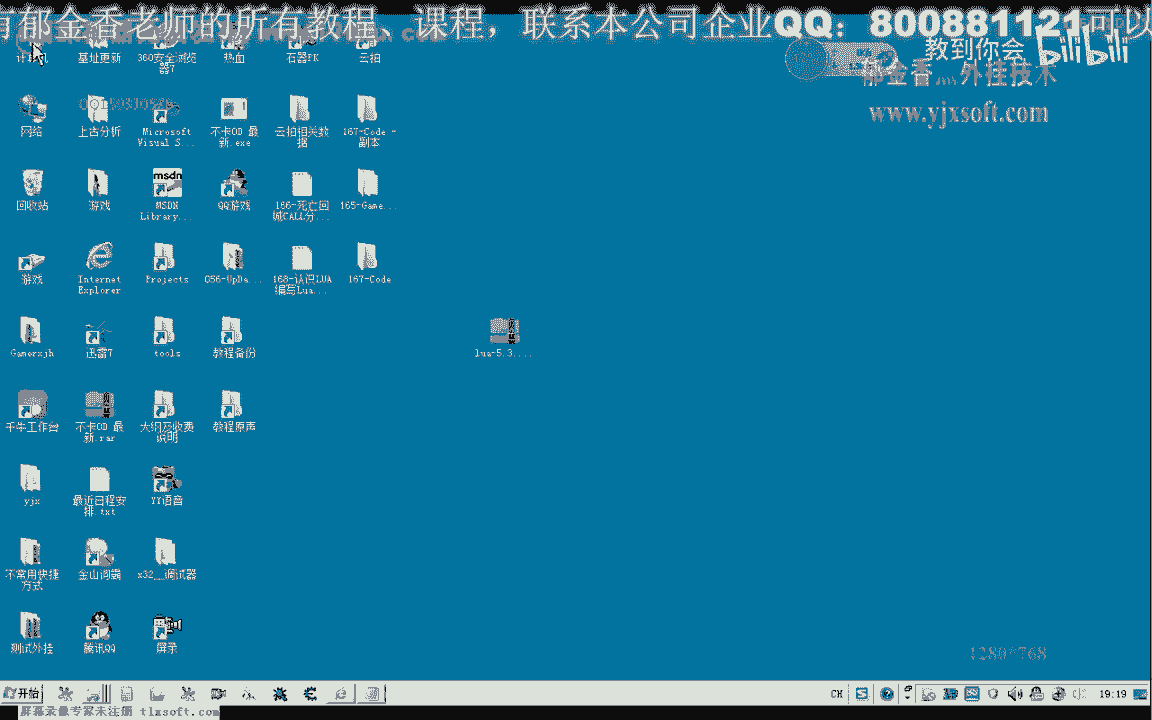 有郁金香老师的所有教程、课程，联系本公司企业QQ：800881121可以
教到你会 bilibili
郁金香灬外挂技术
www.yjxsoft.com
计算机
基址更新
360安全浏览
器7
热血
石器PK
云拍
网络
上古分析
Microsoft
Visual S...
不卡OD 最
新.exe
云拍相关数
据
167-Code -
副本
回收站
游戏
msdn
MSDN
Library...
QQ游戏
166-死亡回
城CALL分...
165-Game...
游戏
Internet
Explorer
Projects
056-UpDa...
168-认识LUA
编写Lua...
167-Code
Gamerxjh
迅雷7
tools
教程备份
lua-5.3....
千牛工作台
不卡OD 最
新.rar
大纲及收费
说明
教程原声
yjx
最近日程安
排.txt
YY语音
不常用快捷
方式
金山词霸
x32__调试器
测试外挂
腾讯QQ
屏录
1280*768
开始
CH
19:19
屏幕录像专家未注册 tlxsoft.com